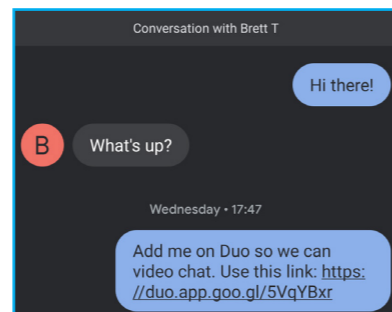 Conversation with Brett T
Hi there!
B
What's up?
Wednesday • 17:47
Add me on Duo so we can
video chat. Use this link: https:
//duo.app.goo.gl/5VqYBxr